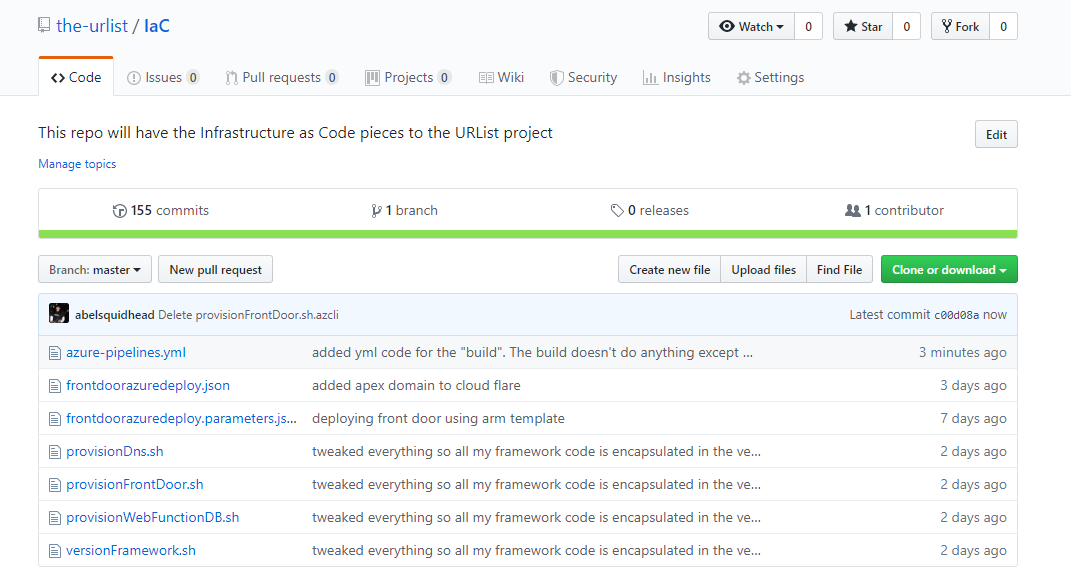 the-urlist / IaC Watch 0 Star 0 Fork 0
Code Issues 0 Pull requests 0 Projects 0 Wiki Security Insights Settings
This repo will have the Infrastructure as Code pieces to the URList project Edit
Manage topics
155 commits 1 branch 0 releases 1 contributor
Branch: master New pull request Create new file Upload files Find File Clone or download
abelsquidhead Delete provisionFrontDoor.sh.azcli Latest commit c00d08a now
azure-pipelines.yml added yml code for the "build". The build doesn't do anything except ... 3 minutes ago
frontdoorazuredeploy.json added apex domain to cloud flare 3 days ago
frontdoorazuredeploy.parameters.js... deploying front door using arm template 7 days ago
provisionDns.sh tweaked everything so all my framework code is encapsulated in the ve... 2 days ago
provisionFrontDoor.sh tweaked everything so all my framework code is encapsulated in the ve... 2 days ago
provisionWebFunctionDB.sh tweaked everything so all my framework code is encapsulated in the ve... 2 days ago
versionFramework.sh tweaked everything so all my framework code is encapsulated in the ve... 2 days ago